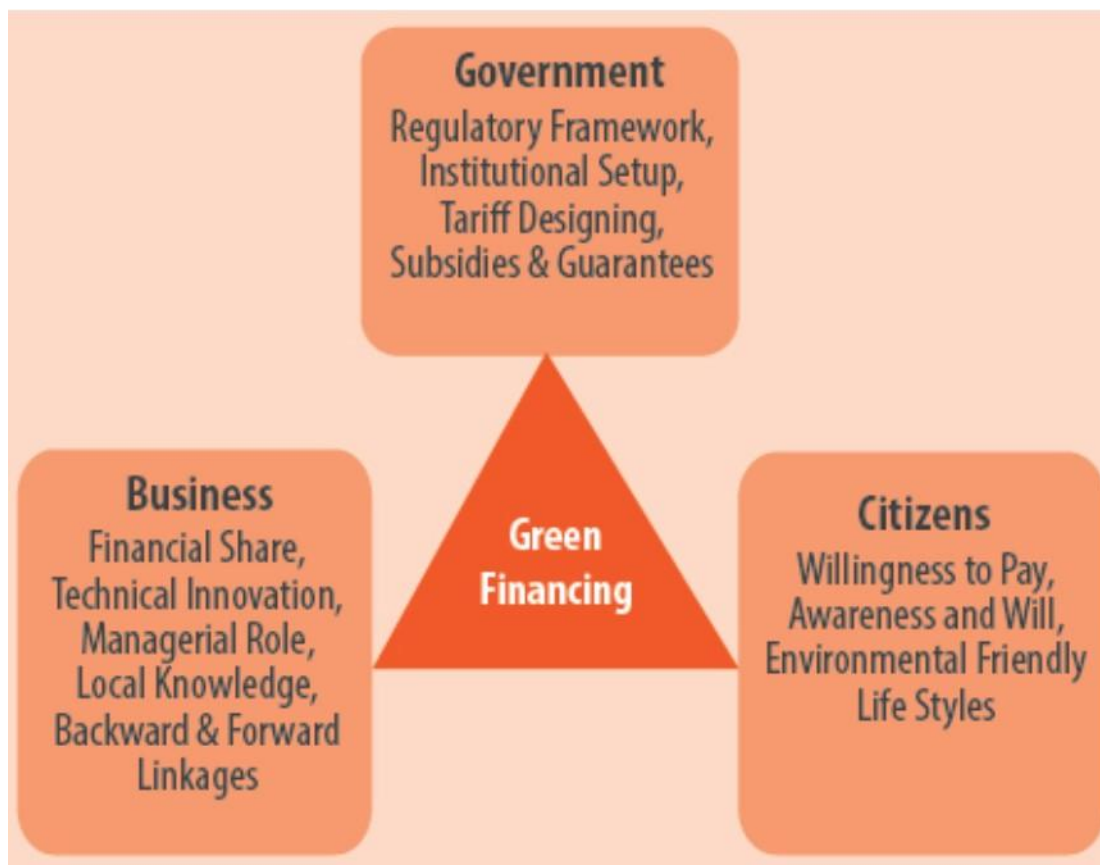 Government
Regulatory Framework,
Institutional Setup,
Tariff Designing,
Subsidies & Guarantees
Business
Financial Share,
Technical Innovation,
Managerial Role,
Local Knowledge,
Backward & Forward
Linkages
Green
Financing
Citizens
Willingness to Pay,
Awareness and Will,
Environmental Friendly
Life Styles